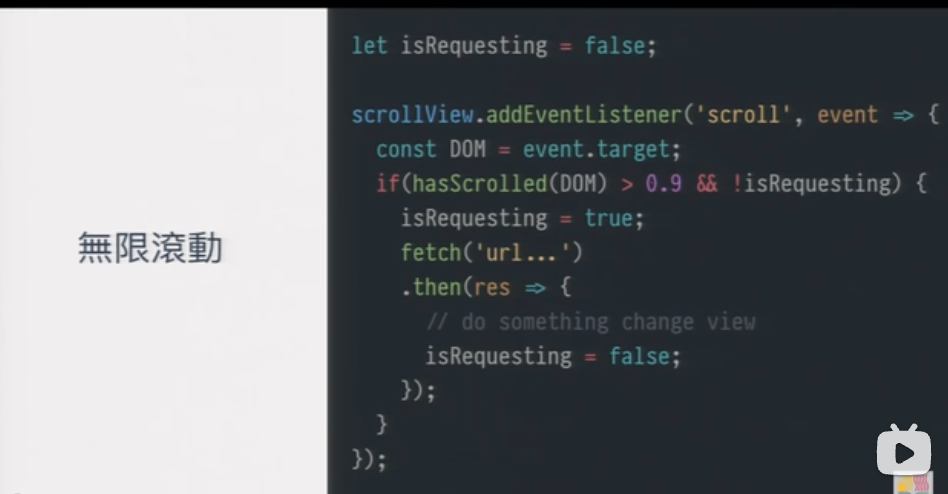 無限滾動
let isRequesting = false;
scrollView.addEventListener('scroll', event => {
const DOM = event.target;
if(hasScrolled(DOM) > 0.9 && !isRequesting) {
isRequesting = true;
fetch('url...')
.then(res => {
// do something change view
isRequesting = false;
});
}
});